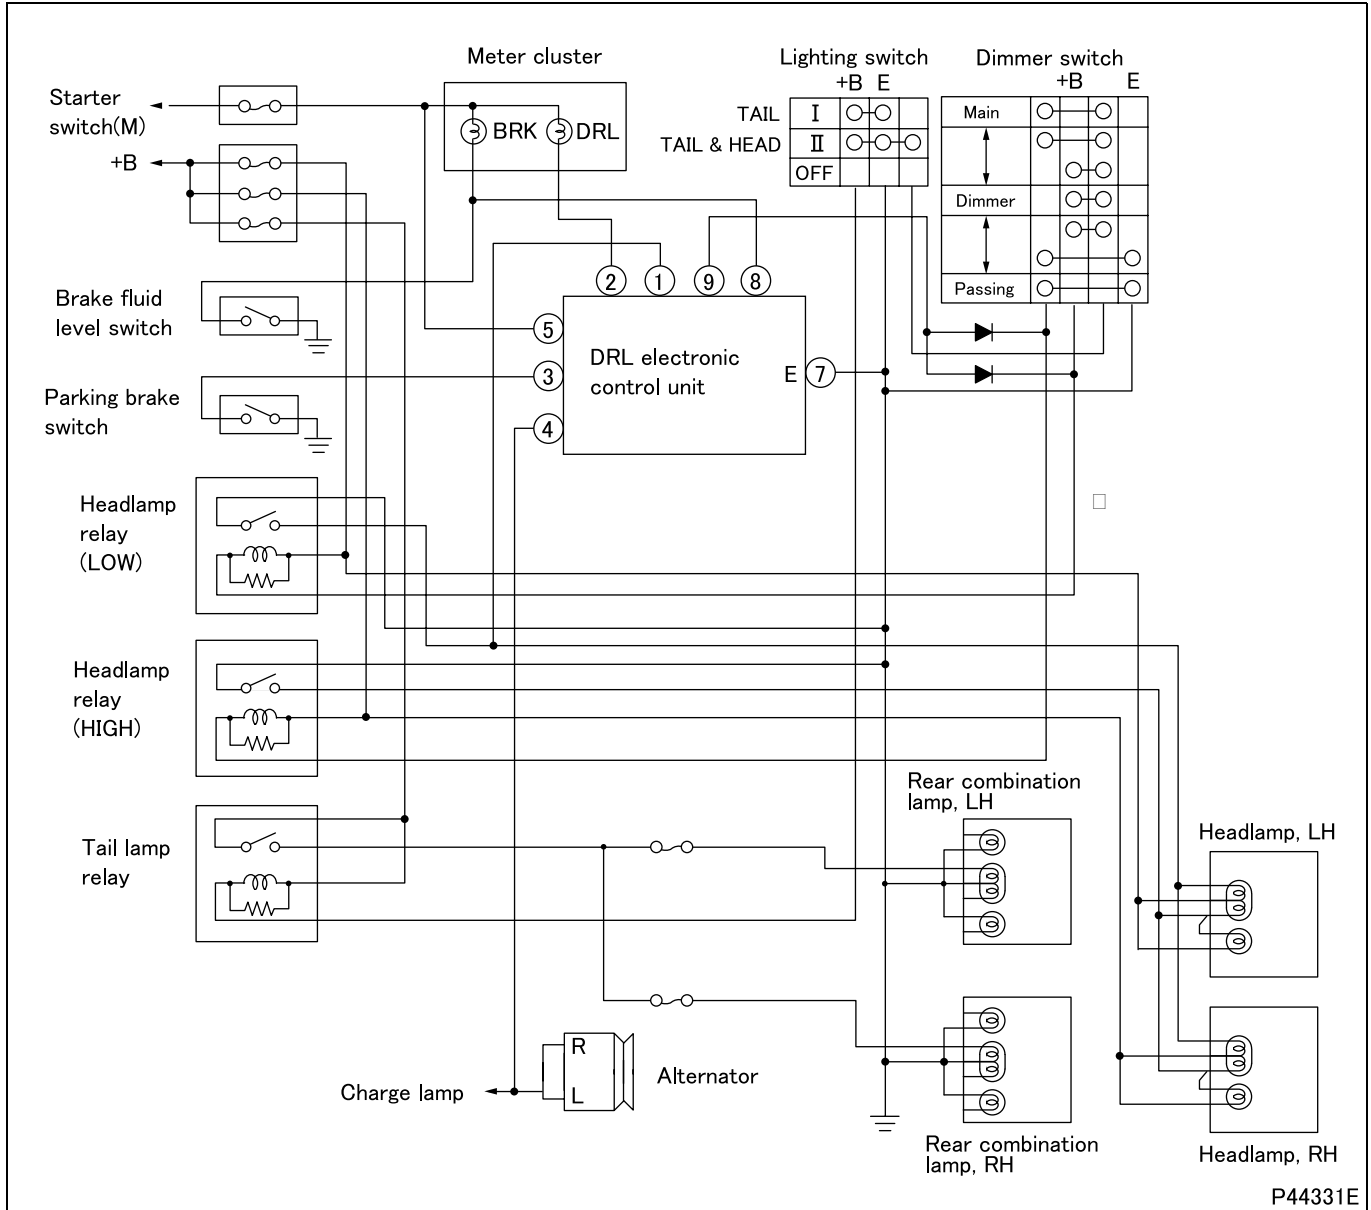 Meter cluster
Lighting switch
Dimmer switch
+B E
+B E
Starter
switch(M)
BRK
DRL
TAIL
I
TAIL & HEAD
II
OFF
Main
Dimmer
Passing
+B
2
1
9
8
Brake fluid
level switch
5
3
4
DRL electronic
control unit
E
7
Parking brake
switch
Headlamp
relay
(LOW)
Headlamp
relay
(HIGH)
Tail lamp
relay
Rear combination
lamp, LH
Headlamp, LH
R
L
Alternator
Charge lamp
Rear combination
lamp, RH
Headlamp, RH
P44331E